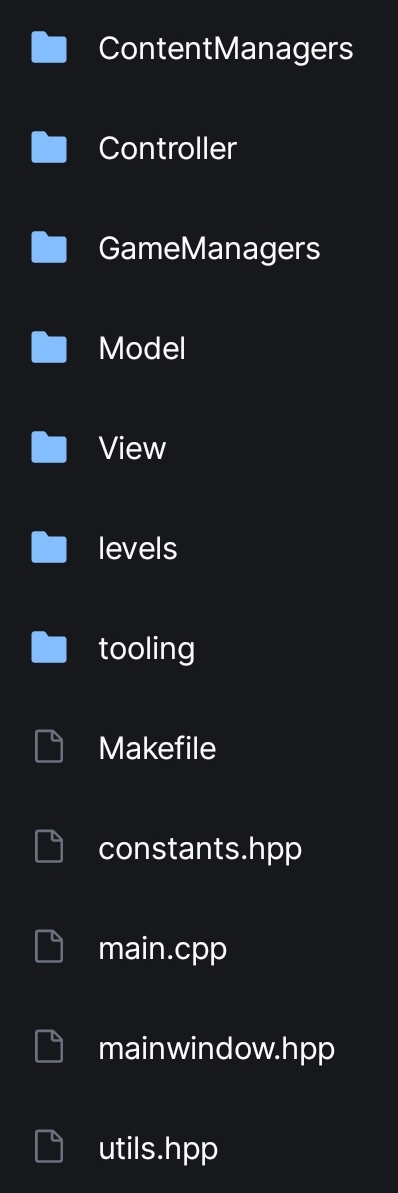 ContentManagers
Controller
GameManagers
Model
View
levels
tooling
Makefile
constants.hpp
main.cpp
mainwindow.hpp
utils.hpp